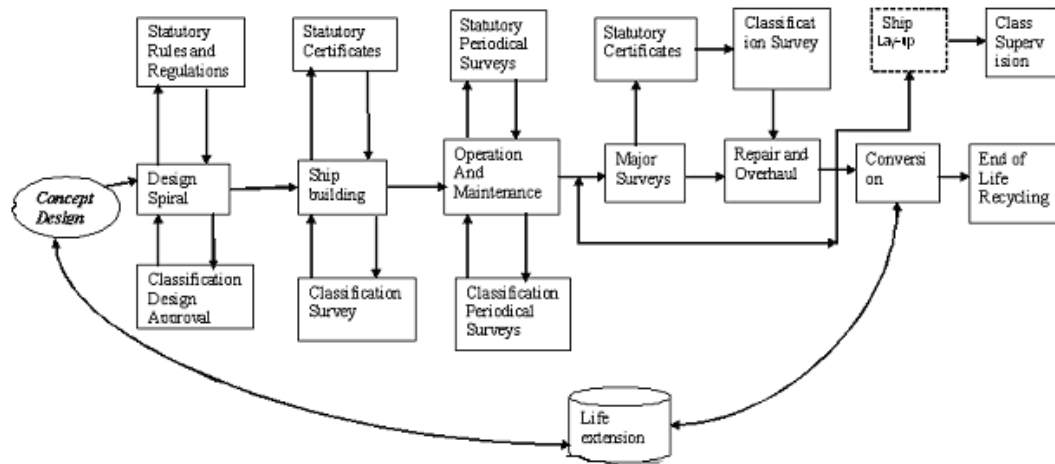 Statutory
Rules and
Regulations
Statutory
Certificates
Statutory
Periodical
Surveys
Statutory
Certificates
Classificat
ion Survey
Ship
Lay-up
Class
Supervision
Concept
Design
Design
Spiral
Ship
building
Operation
And
Maintenance
Major
Surveys
Repair and
Overhaul
Conversi
on
End of
Life
Recycling
Classification
Design
Approval
Classification
Survey
Classification
Periodical
Surveys
Life
extension